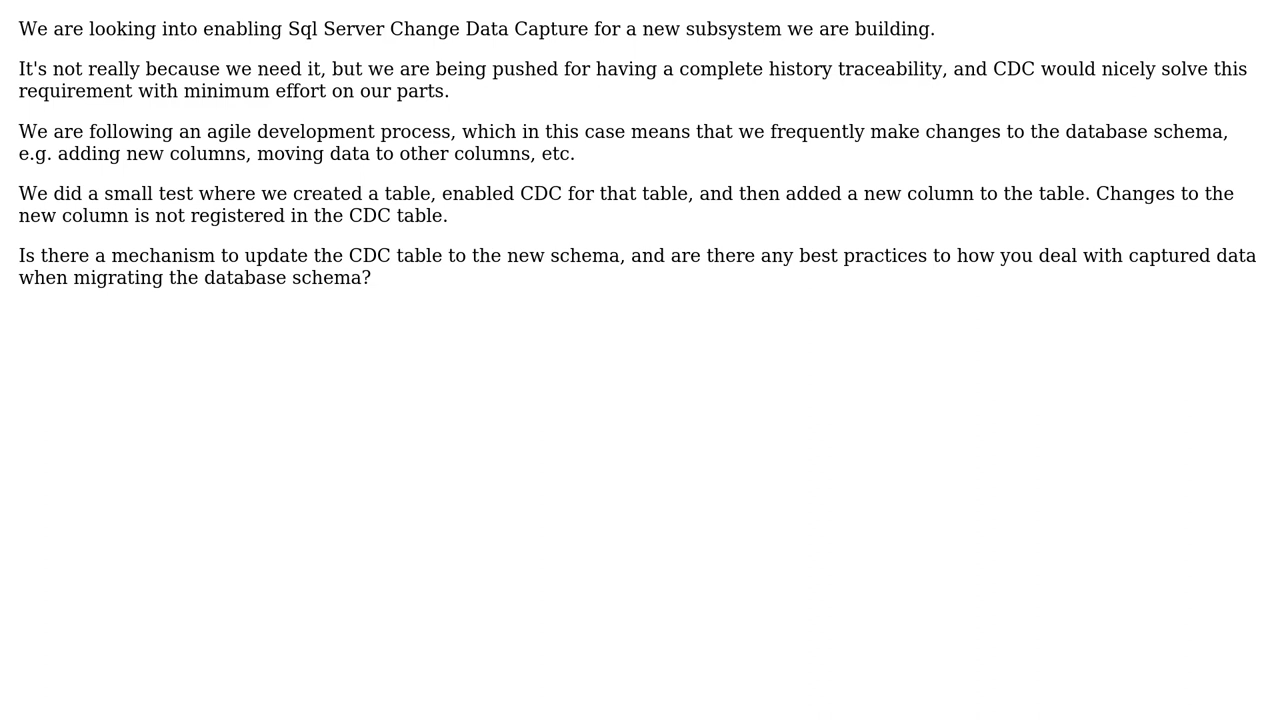 We are looking into enabling Sql Server Change Data Capture for a new subsystem we are building.
It's not really because we need it, but we are being pushed for having a complete history traceability, and CDC would nicely solve this
requirement with minimum effort on our parts.
We are following an agile development process, which in this case means that we frequently make changes to the database schema,
e.g. adding new columns, moving data to other columns, etc.
We did a small test where we created a table, enabled CDC for that table, and then added a new column to the table. Changes to the
new column is not registered in the CDC table.
Is there a mechanism to update the CDC table to the new schema, and are there any best practices to how you deal with captured data
when migrating the database schema?